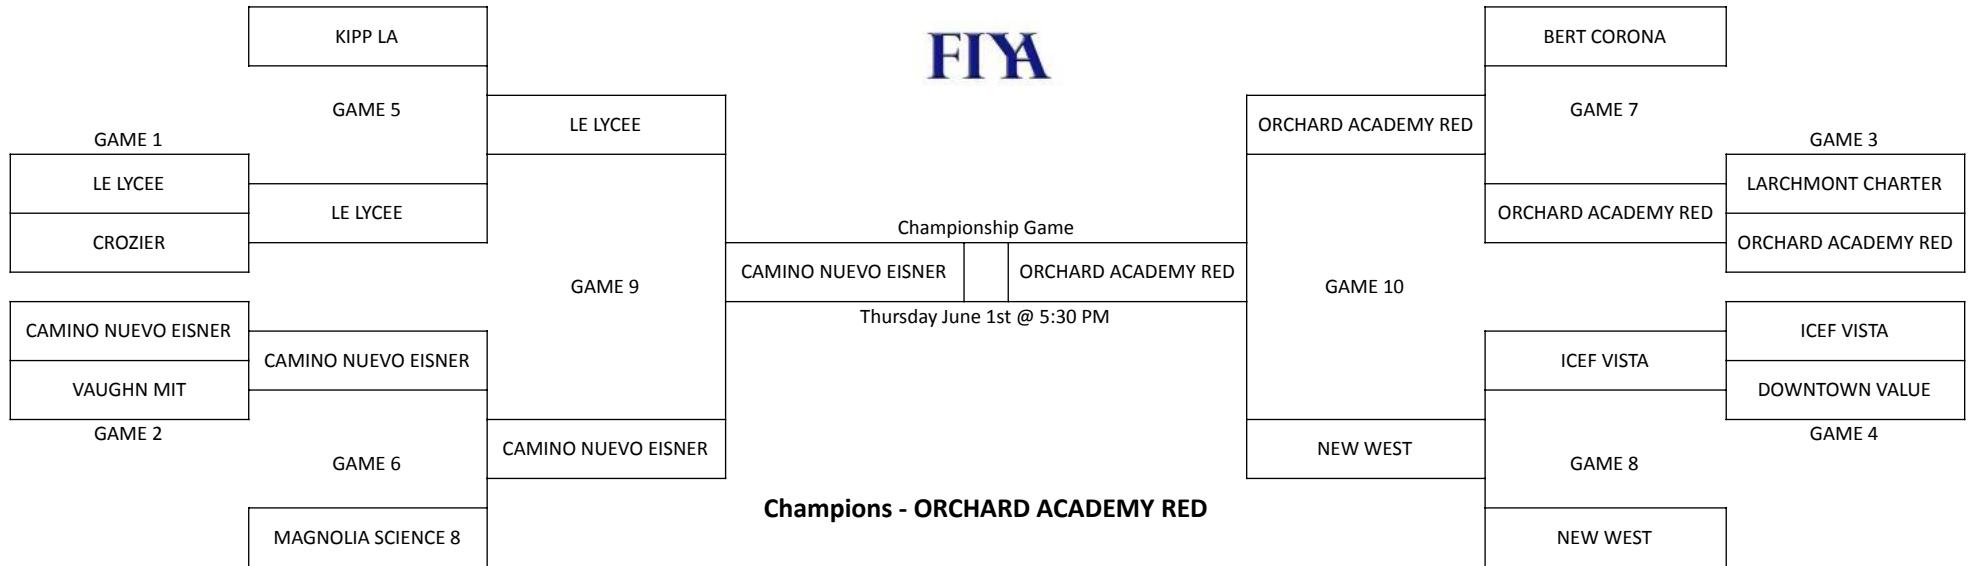 KIPP LA
FIYA
BERT CORONA
GAME 5
LE LYCEE
ORCHARD ACADEMY RED
GAME 7
GAME 1
GAME 3
LE LYCEE
LARCHMONT CHARTER
LE LYCEE
ORCHARD ACADEMY RED
CROZIER
Championship Game
ORCHARD ACADEMY RED
CAMINO NUEVO EISNER
ORCHARD ACADEMY RED
GAME 9
GAME 10
Thursday June 1st @ 5:30 PM
CAMINO NUEVO EISNER
ICEF VISTA
CAMINO NUEVO EISNER
ICEF VISTA
VAUGHN MIT
DOWNTOWN VALUE
GAME 2
GAME 4
CAMINO NUEVO EISNER
NEW WEST
GAME 6
GAME 8
Champions - ORCHARD ACADEMY RED
MAGNOLIA SCIENCE 8
NEW WEST